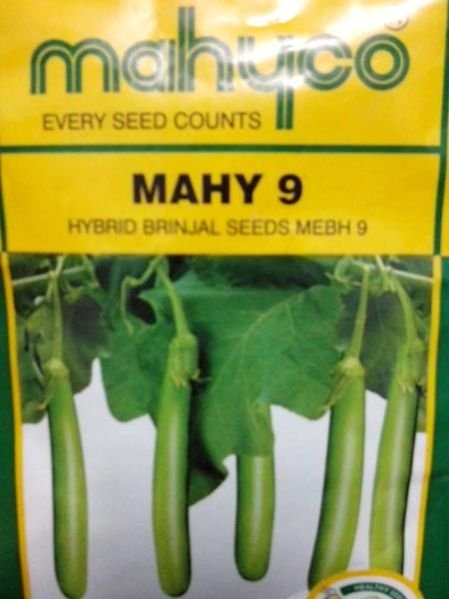 mahyco
EVERY SEED COUNTS
MAHY 9
HYBRID BRINJAL SEEDS MEBH 9